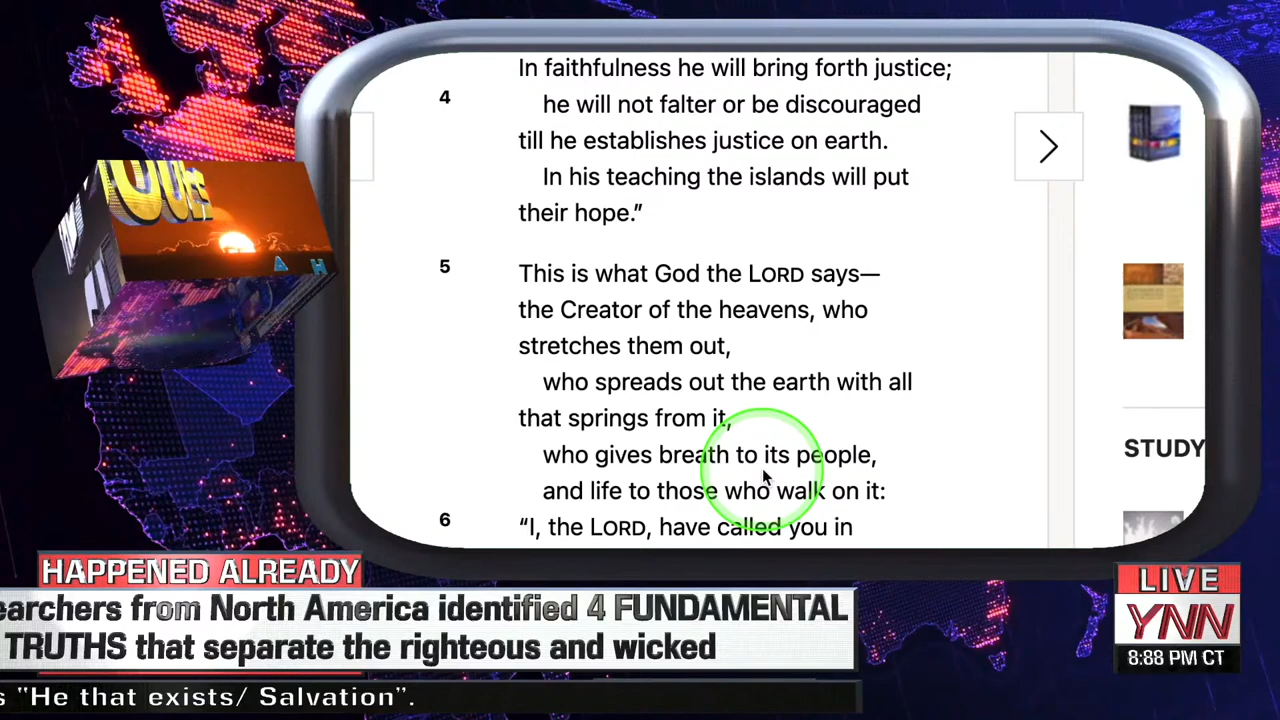 In faithfulness he will bring forth justice;
4 he will not falter or be discouraged
till he establishes justice on earth.
In his teaching the islands will put
their hope.”
5 This is what God the LORD says—
the Creator of the heavens, who
stretches them out,
who spreads out the earth with all
that springs from it,
who gives breath to its people,
and life to those who walk on it:
6 “I, the LORD, have called you in
STUDY
HAPPENED ALREADY
earchers from North America identified 4 FUNDAMENTAL
TRUTHS that separate the righteous and wicked
s "He that exists/ Salvation".
LIVE
YNN
8:88 PM CT